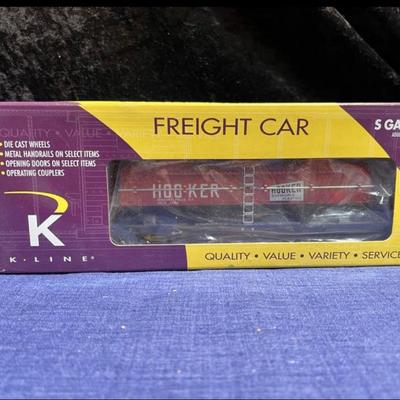 FREIGHT CAR
S GA
QUALITY • VALUE • VARIETY
• DIE CAST WHEELS
• METAL HANDRAILS ON SELECT ITEMS
• OPENING DOORS ON SELECT ITEMS
• OPERATING COUPLERS
HOOKER
HOOKER
K
K·LINE®
QUALITY • VALUE • VARIETY • SERVICE